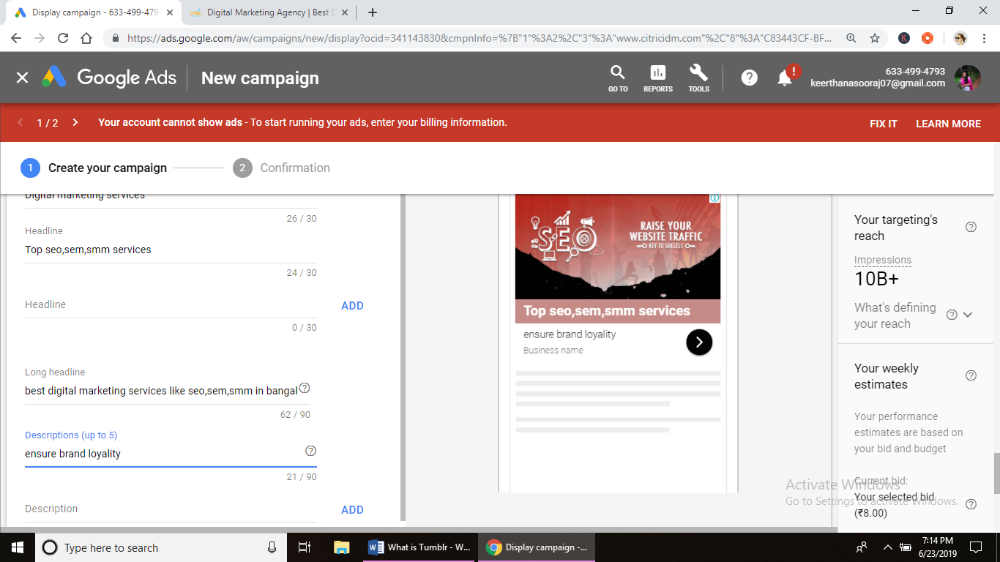 Display campaign - 633-499-479
Digital Marketing Agency | Best D
https://ads.google.com/aw/campaigns/new/display?ocid=341143830&cmpnInfo=%7B"1"%3A2%2C"3"%3A"www.citricidm.com"%2C"8"%3A"C83443CF-BF...
K
Google Ads
New campaign
GO TO
REPORTS
TOOLS
?
!
633-499-4793
keerthanasooraj07@gmail.com
1 / 2
Your account cannot show ads - To start running your ads, enter your billing information.
FIX IT
LEARN MORE
1
Create your campaign
2
Confirmation
Digital marketing services
26 / 30
Headline
Top seo,sem,smm services
24 / 30
Headline
ADD
0 / 30
Long headline
best digital marketing services like seo,sem,smm in bangal
62 / 90
Descriptions (up to 5)
ensure brand loyality
21 / 90
Description
ADD
SEO
RAISE YOUR
WEBSITE TRAFFIC
KEY TO SUCCESS
Top seo,sem,smm services
ensure brand loyality
Business name
Your targeting's
reach
Impressions
10B+
What's defining
your reach
Your weekly
estimates
Your performance
estimates are based on
your bid and budget
Current bid:
Your selected bid
(₹8.00)
Activate Windows
Go to Settings to activate Windows.
Type here to search
What is Tumblr - W...
Display campaign -...
7:14 PM
6/23/2019